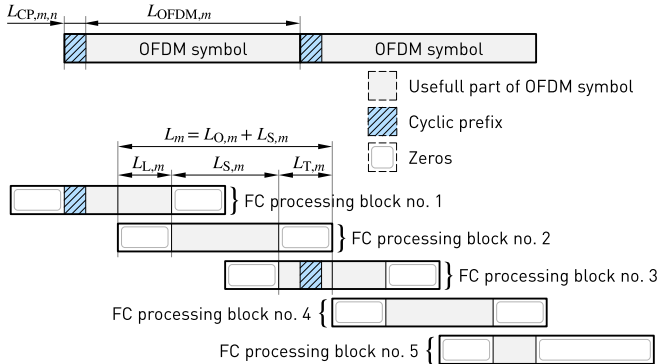 L_CP,m,n
L_OFDM,m
OFDM symbol
OFDM symbol
Usefull part of OFDM symbol
Cyclic prefix
Zeros
L_m = L_O,m + L_S,m
L_L,m
L_S,m
L_T,m
FC processing block no. 1
FC processing block no. 2
FC processing block no. 3
FC processing block no. 4
FC processing block no. 5